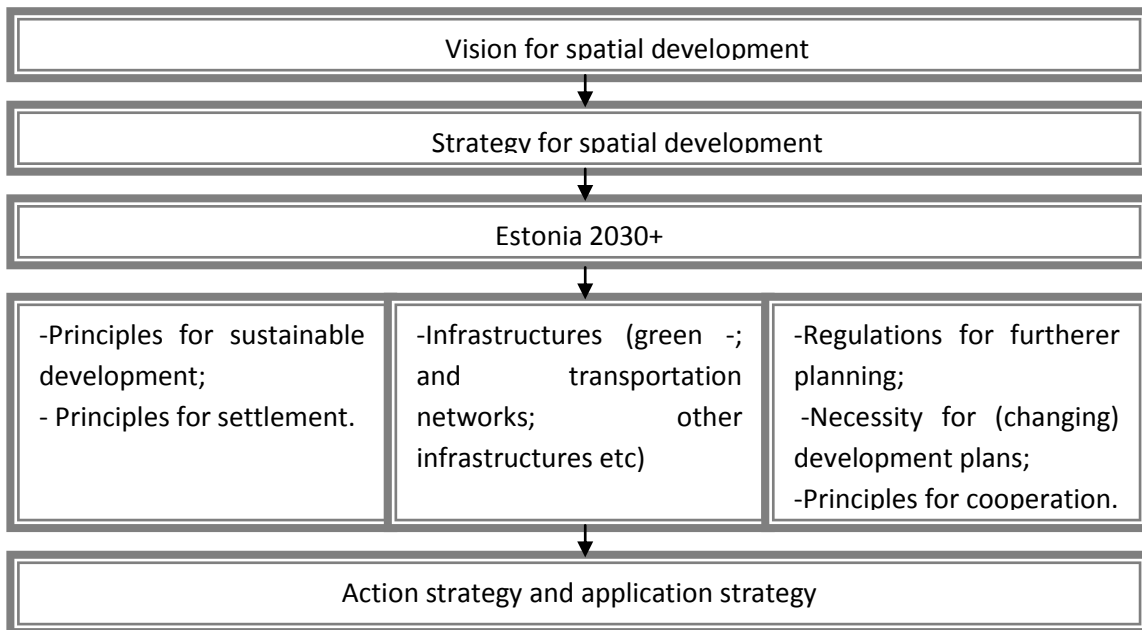 Vision for spatial development
Strategy for spatial development
Estonia 2030+
-Principles for sustainable
development;
- Principles for settlement.
-Infrastructures (green -;
and transportation
networks; other
infrastructures etc)
-Regulations for furtherer
planning;
-Necessity for (changing)
development plans;
-Principles for cooperation.
Action strategy and application strategy